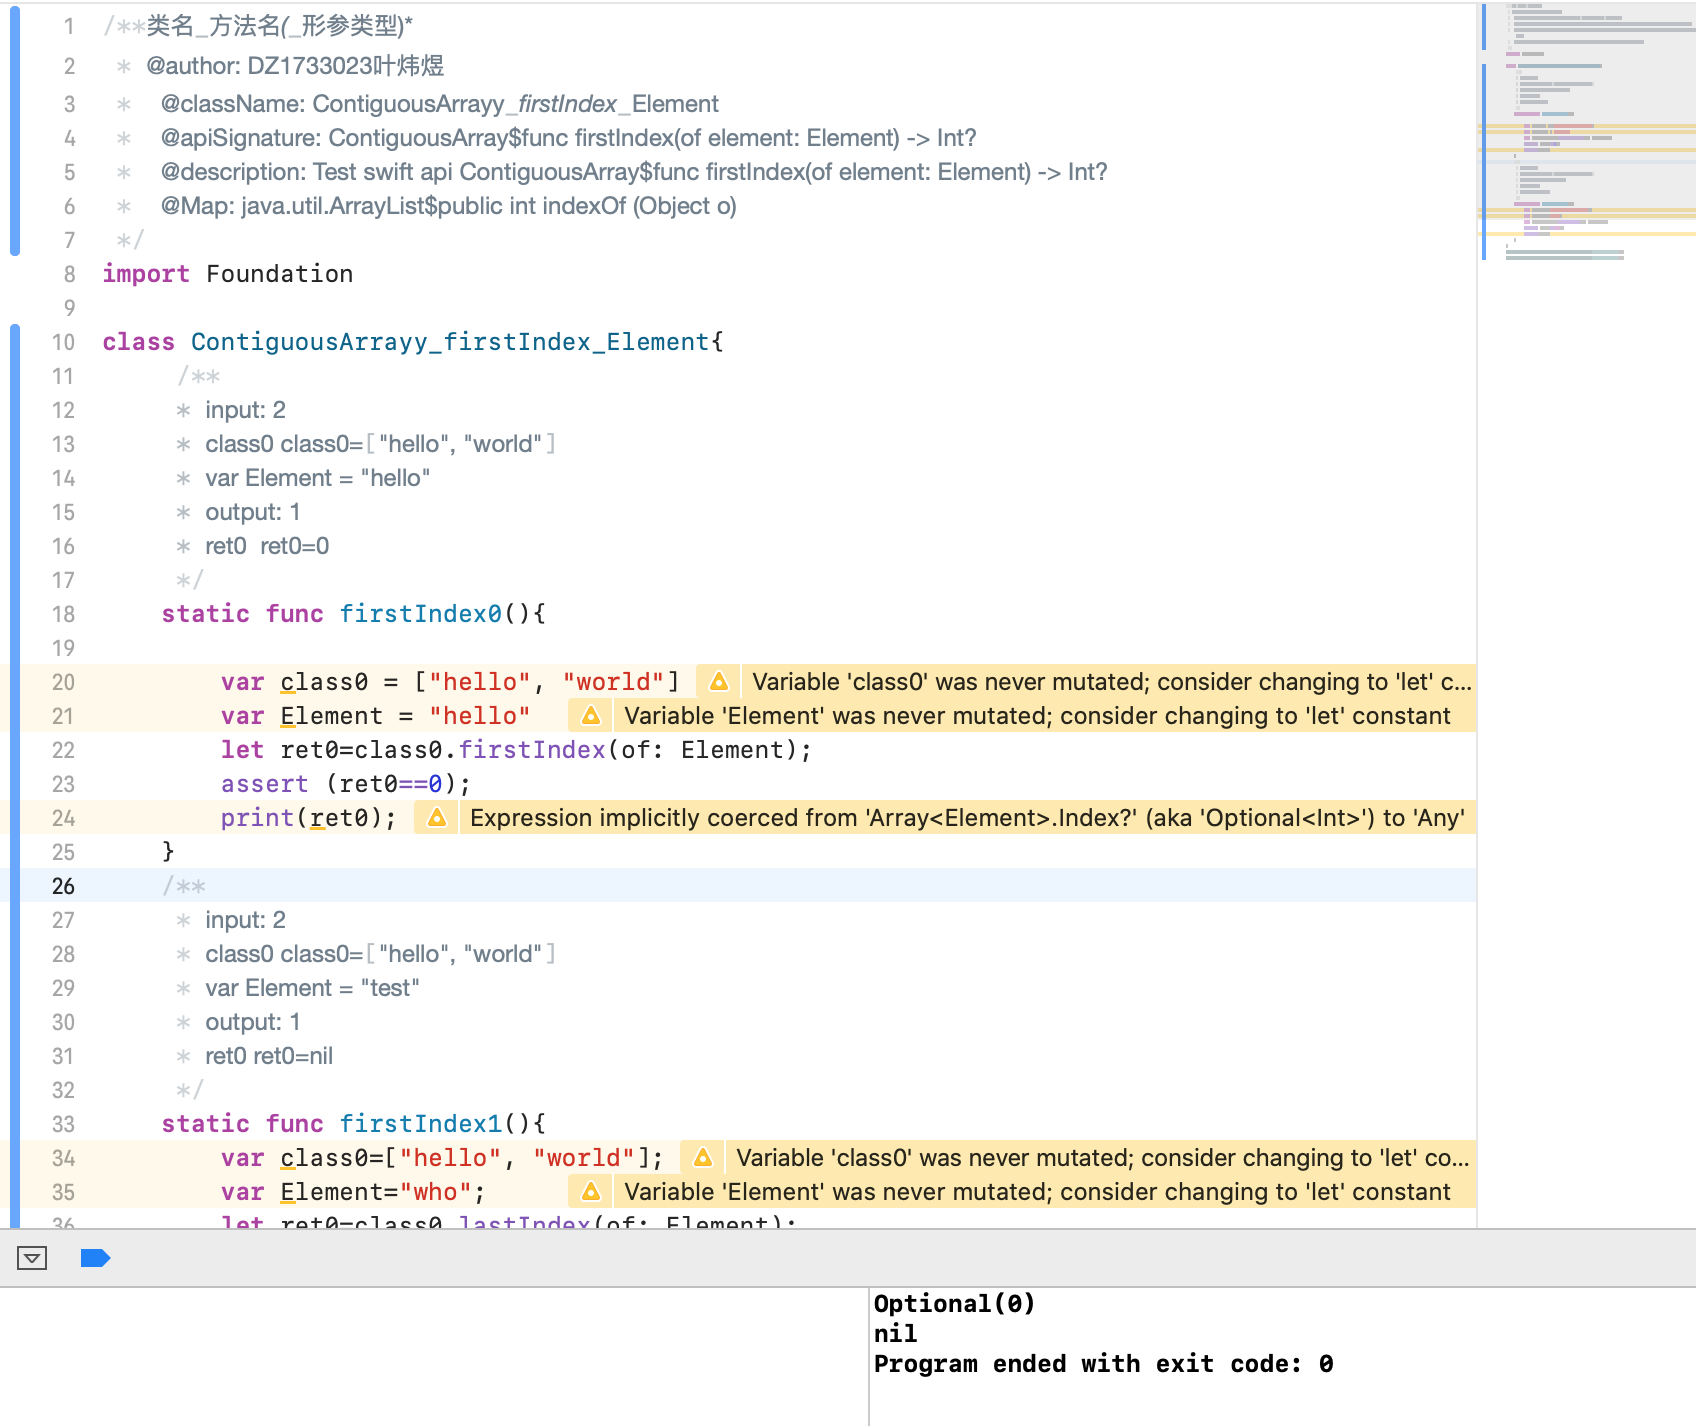 1 /**类名_方法名(_形参类型)*
2 * @author: DZ1733023叶炜煜
3 * @className: ContiguousArrayy_firstIndex_Element
4 * @apiSignature: ContiguousArray$func firstIndex(of element: Element) -> Int?
5 * @description: Test swift api ContiguousArray$func firstIndex(of element: Element) -> Int?
6 * @Map: java.util.ArrayList$public int indexOf (Object o)
7 */
8 import Foundation
9
10 class ContiguousArrayy_firstIndex_Element{
11 /**
12 * input: 2
13 * class0 class0=["hello", "world"]
14 * var Element = "hello"
15 * output: 1
16 * ret0  ret0=0
17 */
18 static func firstIndex0(){
19
20 var class0 = ["hello", "world"] Variable 'class0' was never mutated; consider changing to 'let' c...
21 var Element = "hello" Variable 'Element' was never mutated; consider changing to 'let' constant
22 let ret0=class0.firstIndex(of: Element);
23 assert (ret0==0);
24 print(ret0); Expression implicitly coerced from 'Array<Element>.Index?' (aka 'Optional<Int>') to 'Any'
25 }
26 /**
27 * input: 2
28 * class0 class0=["hello", "world"]
29 * var Element = "test"
30 * output: 1
31 * ret0 ret0=nil
32 */
33 static func firstIndex1(){
34 var class0=["hello", "world"]; Variable 'class0' was never mutated; consider changing to 'let' co...
35 var Element="who"; Variable 'Element' was never mutated; consider changing to 'let' constant
36 let ret0=class0.lastIndex(of: Element);
Optional(0)
nil
Program ended with exit code: 0